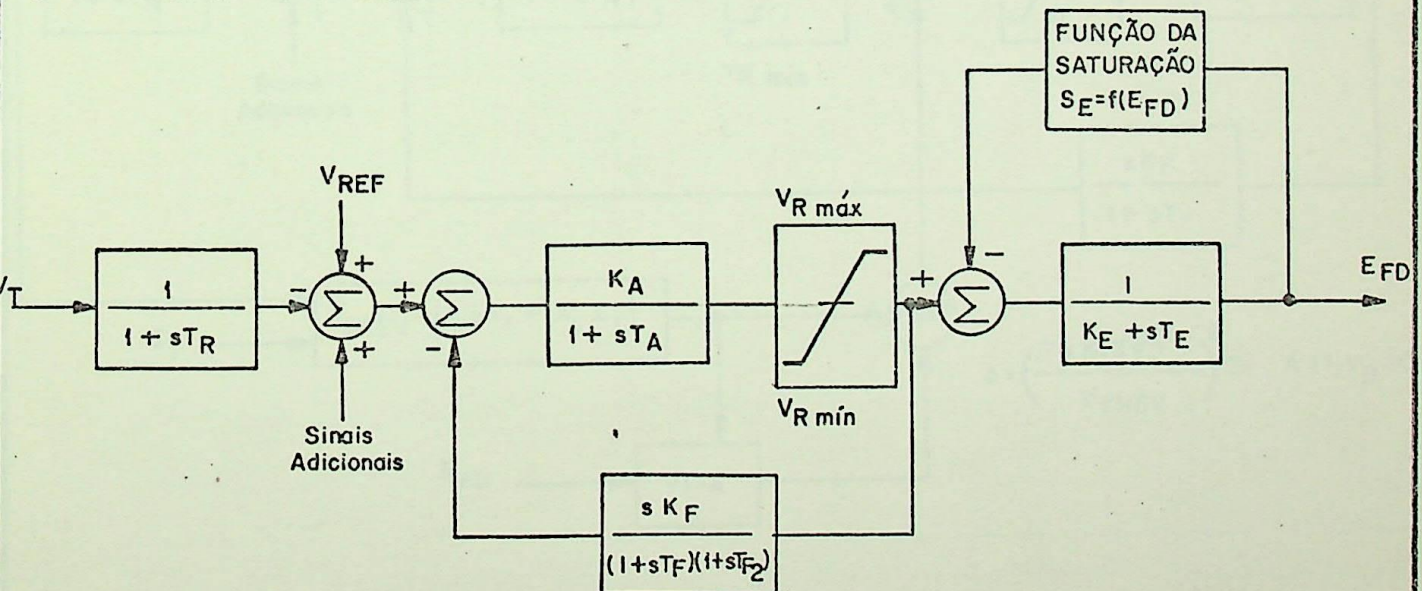 FUNÇÃO DA
SATURAÇÃO
S_E=f(E_FD)
V_REF
V_R máx
+
-
+
+
-
+
-
+
E_FD
V_T
1
1+ sT_R
Σ
Σ
K_A
1+ sT_A
Σ
1
K_E +sT_E
V_R mín
Sinais
Adicionais
s K_F
(1+sT_F)(1+sT_F2)